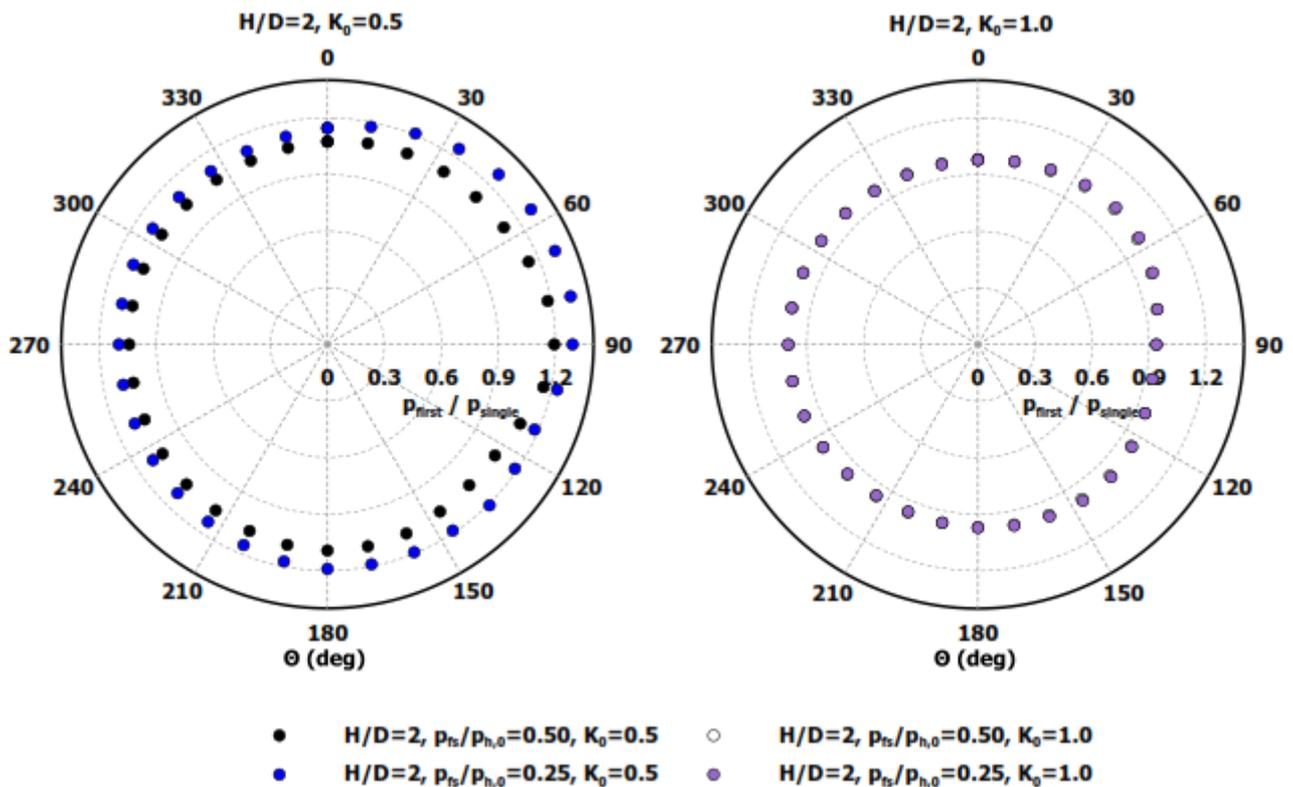 H/D=2, K₀=0.5
H/D=2, K₀=1.0
0
0
330
30
330
30
300
60
300
60
270
90
270
90
0 0.3 0.6 0.9 1.2
0 0.3 0.6 0.9 1.2
p_first / p_single
p_first / p_single
240
120
240
120
210
150
210
150
180
180
Θ (deg)
Θ (deg)
H/D=2, p_fs/p_h,0=0.50, K₀=0.5
H/D=2, p_fs/p_h,0=0.50, K₀=1.0
H/D=2, p_fs/p_h,0=0.25, K₀=0.5
H/D=2, p_fs/p_h,0=0.25, K₀=1.0